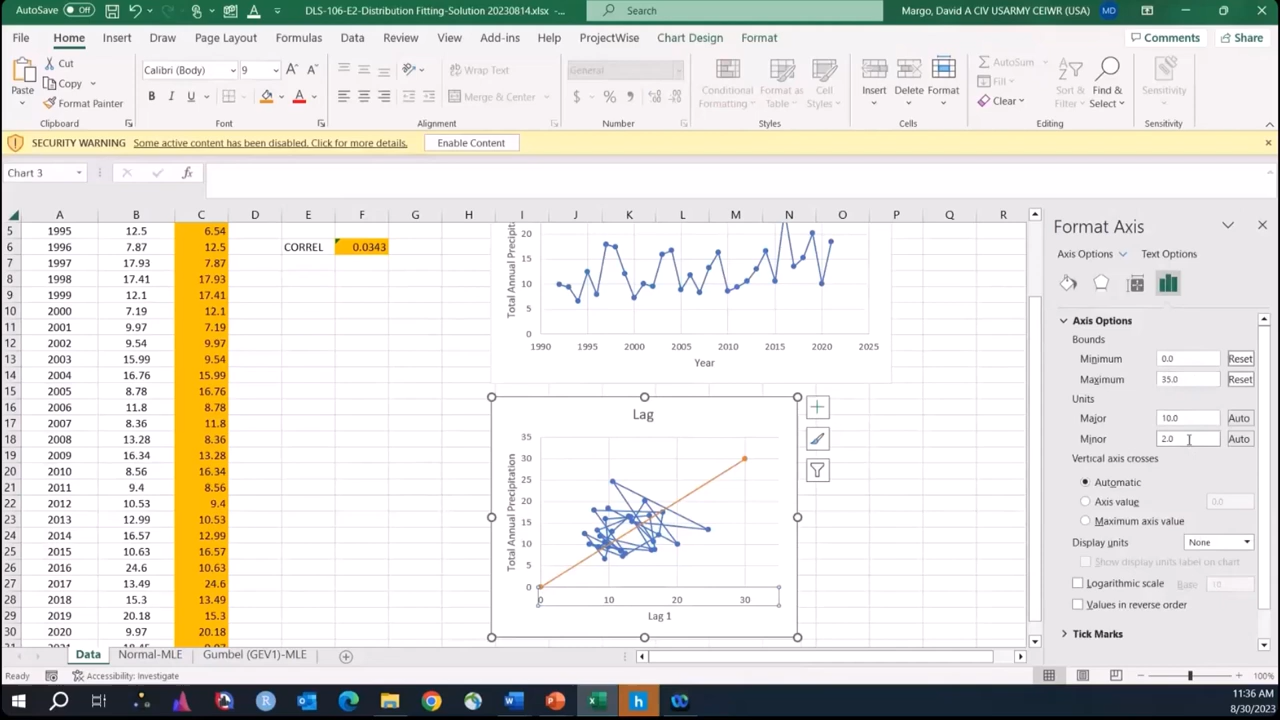 AutoSave Off DLS-106-E2-Distribution Fitting-Solution 20230814.xlsx -... Search Margo, David A CIV USARMY CEIWR (USA) MD
File Home Insert Draw Page Layout Formulas Data Review View Add-ins Help ProjectWise Chart Design Format Comments Share
Paste Cut Copy Format Painter Clipboard
Calibri (Body) B I U Font
Wrap Text Merge & Center Alignment
General $ % Number
Conditional Formatting Format as Table Cell Styles Styles
Insert Delete Format Cells
AutoSum Fill Clear Sort & Filter Find & Select Editing
Sensitivity Sensitivity
SECURITY WARNING Some active content has been disabled. Click for more details. Enable Content
Chart 3 fx
A B C D E F G H I J K L M N O P Q R
5 1995 12.5 6.54
6 1996 7.87 12.5 CORREL 0.0343
7 1997 17.93 7.87
8 1998 17.41 17.93
9 1999 12.1 17.41
10 2000 7.19 12.1
11 2001 9.97 7.19
12 2002 9.54 9.97
13 2003 15.99 9.54
14 2004 16.76 15.99
15 2005 8.78 16.76
16 2006 11.8 8.78
17 2007 8.36 11.8
18 2008 13.28 8.36
19 2009 16.34 13.28
20 2010 8.56 16.34
21 2011 9.4 8.56
22 2012 10.53 9.4
23 2013 12.99 10.53
24 2014 16.57 12.99
25 2015 10.63 16.57
26 2016 24.6 10.63
27 2017 13.49 24.6
28 2018 15.3 13.49
29 2019 20.18 15.3
30 2020 9.97 20.18
Total Annual Precipit
20
15
10
5
0
1990 1995 2000 2005 2010 2015 2020 2025
Year
Lag
Total Annual Precipitation
35
30
25
20
15
10
5
0
0 10 20 30
Lag 1
Format Axis
Axis Options Text Options
Axis Options
Bounds
Minimum 0.0 Reset
Maximum 35.0 Reset
Units
Major 10.0 Auto
Minor 2.0 Auto
Vertical axis crosses
Automatic
Axis value 0.0
Maximum axis value
Display units None
Show display units label on chart
Logarithmic scale Base 10
Values in reverse order
Tick Marks
Data Normal-MLE Gumbel (GEV1)-MLE
Ready Accessibility: Investigate 100%
11:36 AM
8/30/2023